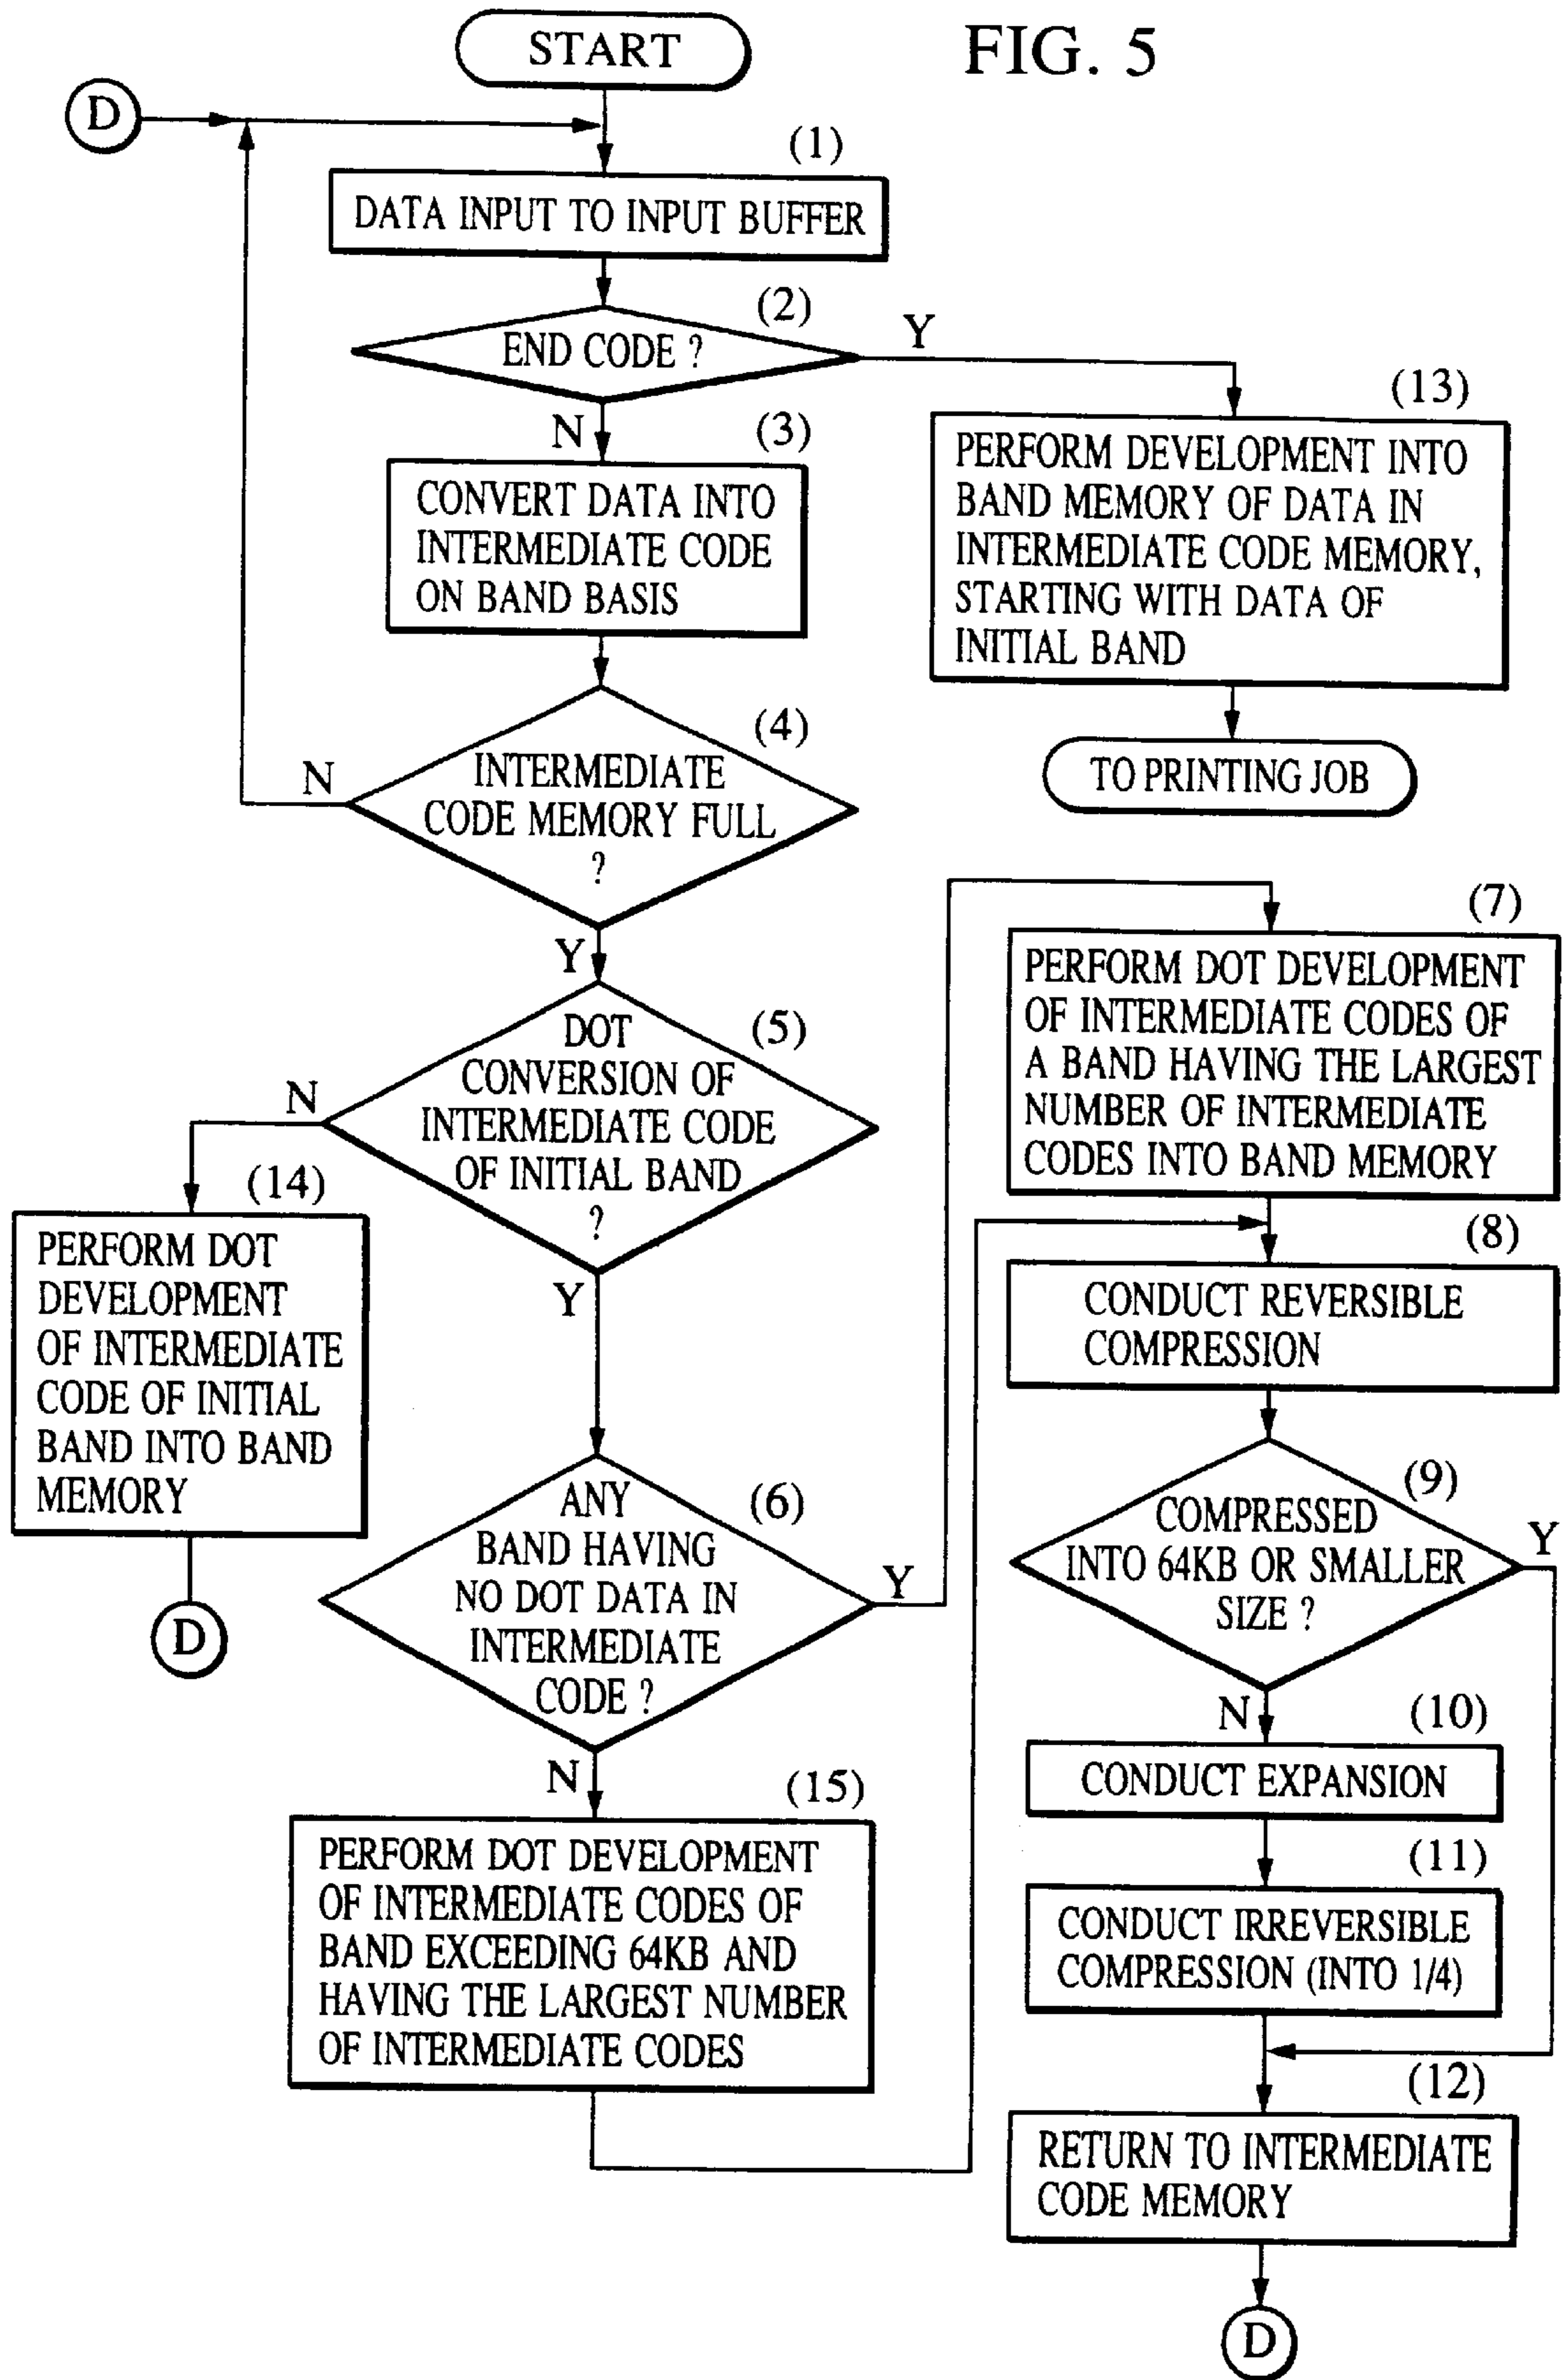 START
FIG. 5
D
(1)
DATA INPUT TO INPUT BUFFER
(2)
END CODE ?
Y
N
(3)
CONVERT DATA INTO
INTERMEDIATE CODE
ON BAND BASIS
(13)
PERFORM DEVELOPMENT INTO
BAND MEMORY OF DATA IN
INTERMEDIATE CODE MEMORY,
STARTING WITH DATA OF
INITIAL BAND
TO PRINTING JOB
(4)
INTERMEDIATE
CODE MEMORY FULL
?
N
Y
(5)
DOT
CONVERSION OF
INTERMEDIATE CODE
OF INITIAL BAND
?
N
Y
(14)
PERFORM DOT
DEVELOPMENT
OF INTERMEDIATE
CODE OF INITIAL
BAND INTO BAND
MEMORY
D
(6)
ANY
BAND HAVING
NO DOT DATA IN
INTERMEDIATE
CODE ?
Y
N
(15)
PERFORM DOT DEVELOPMENT
OF INTERMEDIATE CODES OF
BAND EXCEEDING 64KB AND
HAVING THE LARGEST NUMBER
OF INTERMEDIATE CODES
(7)
PERFORM DOT DEVELOPMENT
OF INTERMEDIATE CODES OF
A BAND HAVING THE LARGEST
NUMBER OF INTERMEDIATE
CODES INTO BAND MEMORY
(8)
CONDUCT REVERSIBLE
COMPRESSION
(9)
COMPRESSED
INTO 64KB OR SMALLER
SIZE ?
Y
N
(10)
CONDUCT EXPANSION
(11)
CONDUCT IRREVERSIBLE
COMPRESSION (INTO 1/4)
(12)
RETURN TO INTERMEDIATE
CODE MEMORY
D